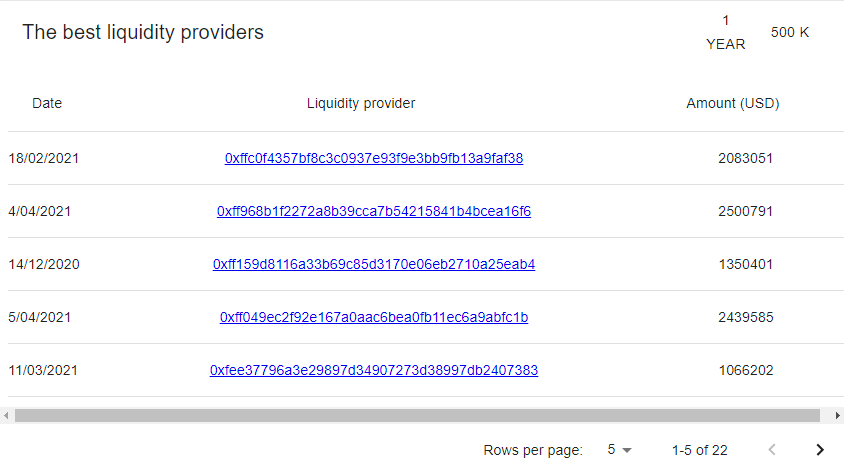 The best liquidity providers
1
YEAR
500 K
Date Liquidity provider Amount (USD)
18/02/2021 0xffc0f4357bf8c3c0937e93f9e3bb9fb13a9faf38 2083051
4/04/2021 0xff968b1f2272a8b39cca7b54215841b4bcea16f6 2500791
14/12/2020 0xff159d8116a33b69c85d3170e06eb2710a25eab4 1350401
5/04/2021 0xff049ec2f92e167a0aac6bea0fb11ec6a9abfc1b 2439585
11/03/2021 0xfee37796a3e29897d34907273d38997db2407383 1066202
Rows per page: 5 1-5 of 22